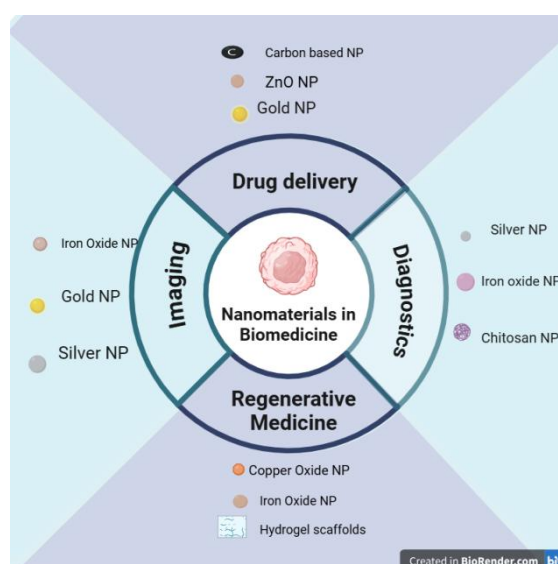 C
Carbon based NP
ZnO NP
Gold NP
Drug delivery
Imaging
Iron Oxide NP
Gold NP
Silver NP
Nanomaterials in
Biomedicine
Diagnostics
Silver NP
Iron oxide NP
Chitosan NP
Regenerative
Medicine
Copper Oxide NP
Iron Oxide NP
Hydrogel scaffolds
Created in BioRender.com